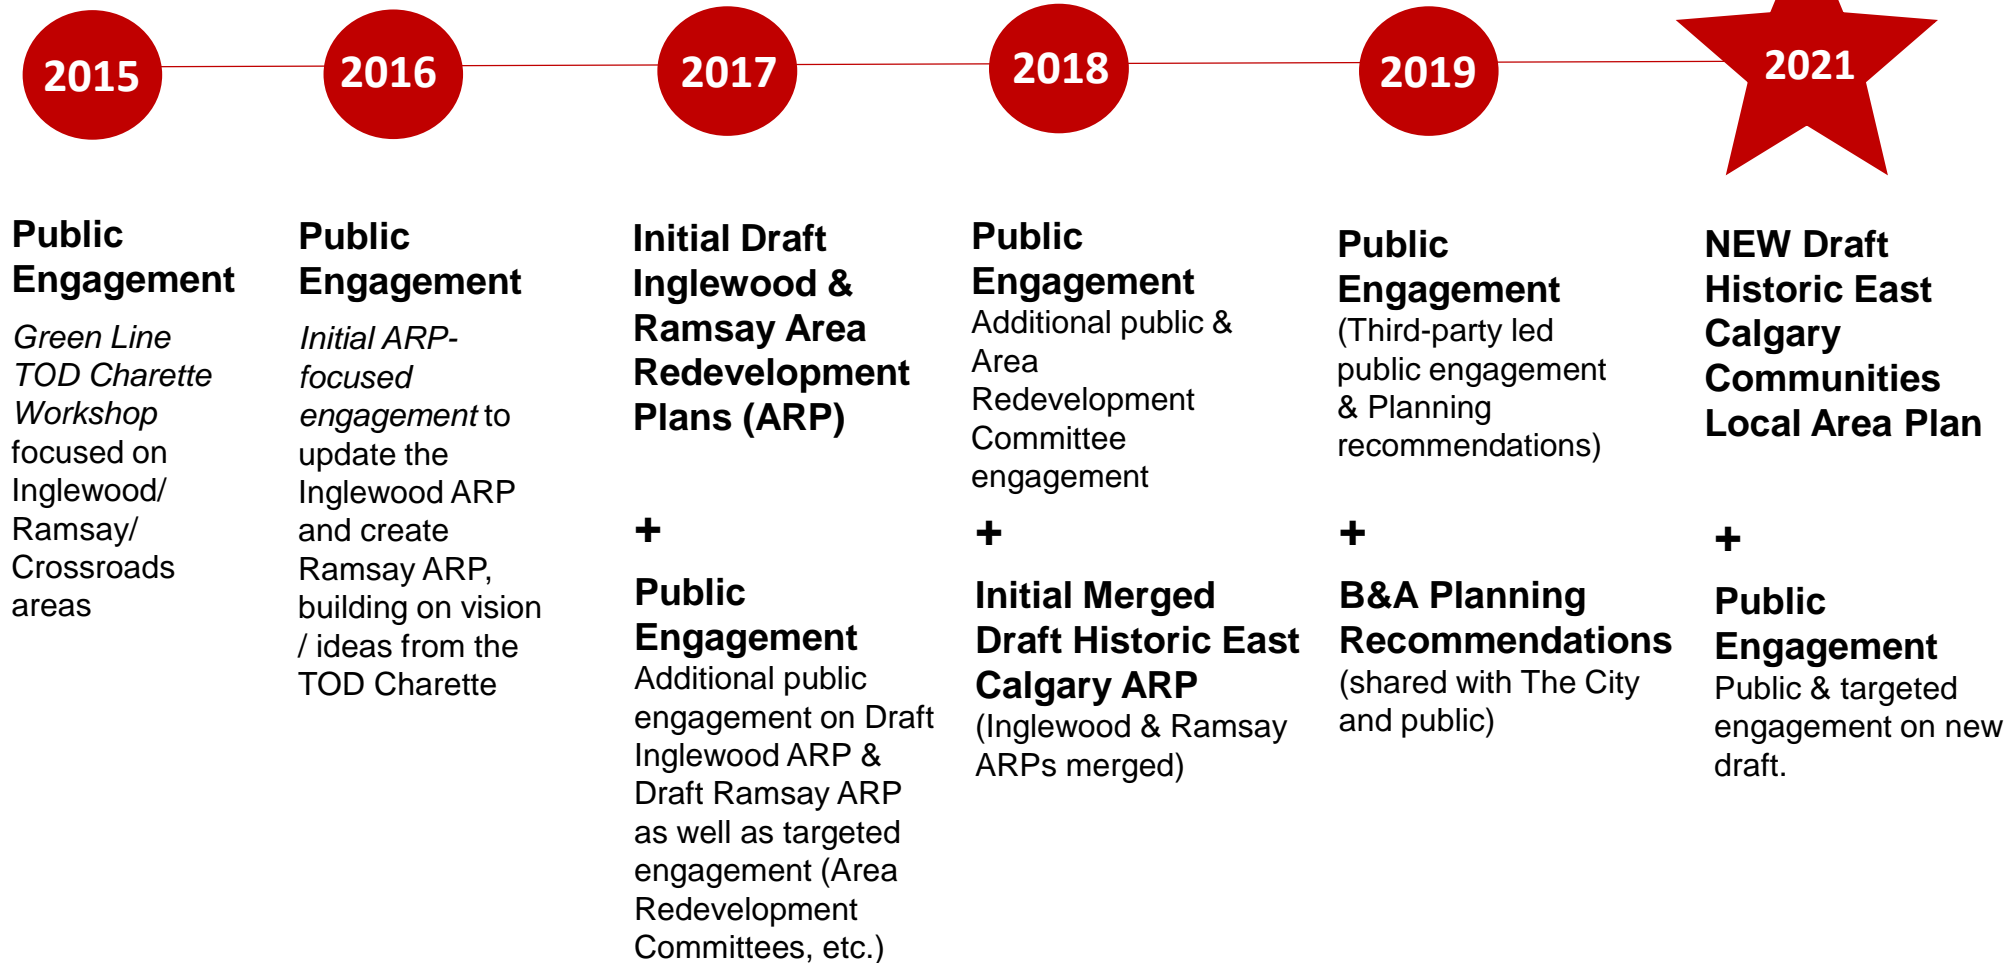 2015
2016
2017
2018
2019
2021
Public
Engagement
Green Line
TOD Charette
Workshop
focused on
Inglewood/
Ramsay/
Crossroads
areas
Public
Engagement
Initial ARP-
focused
engagement to
update the
Inglewood ARP
and create
Ramsay ARP,
building on vision
/ ideas from the
TOD Charette
Initial Draft
Inglewood &
Ramsay Area
Redevelopment
Plans (ARP)
+
Public
Engagement
Additional public
engagement on Draft
Inglewood ARP &
Draft Ramsay ARP
as well as targeted
engagement (Area
Redevelopment
Committees, etc.)
Public
Engagement
Additional public &
Area
Redevelopment
Committee
engagement
+
Initial Merged
Draft Historic East
Calgary ARP
(Inglewood & Ramsay
ARPs merged)
Public
Engagement
(Third-party led
public engagement
& Planning
recommendations)
+
B&A Planning
Recommendations
(shared with The City
and public)
NEW Draft
Historic East
Calgary
Communities
Local Area Plan
+
Public
Engagement
Public & targeted
engagement on new
draft.